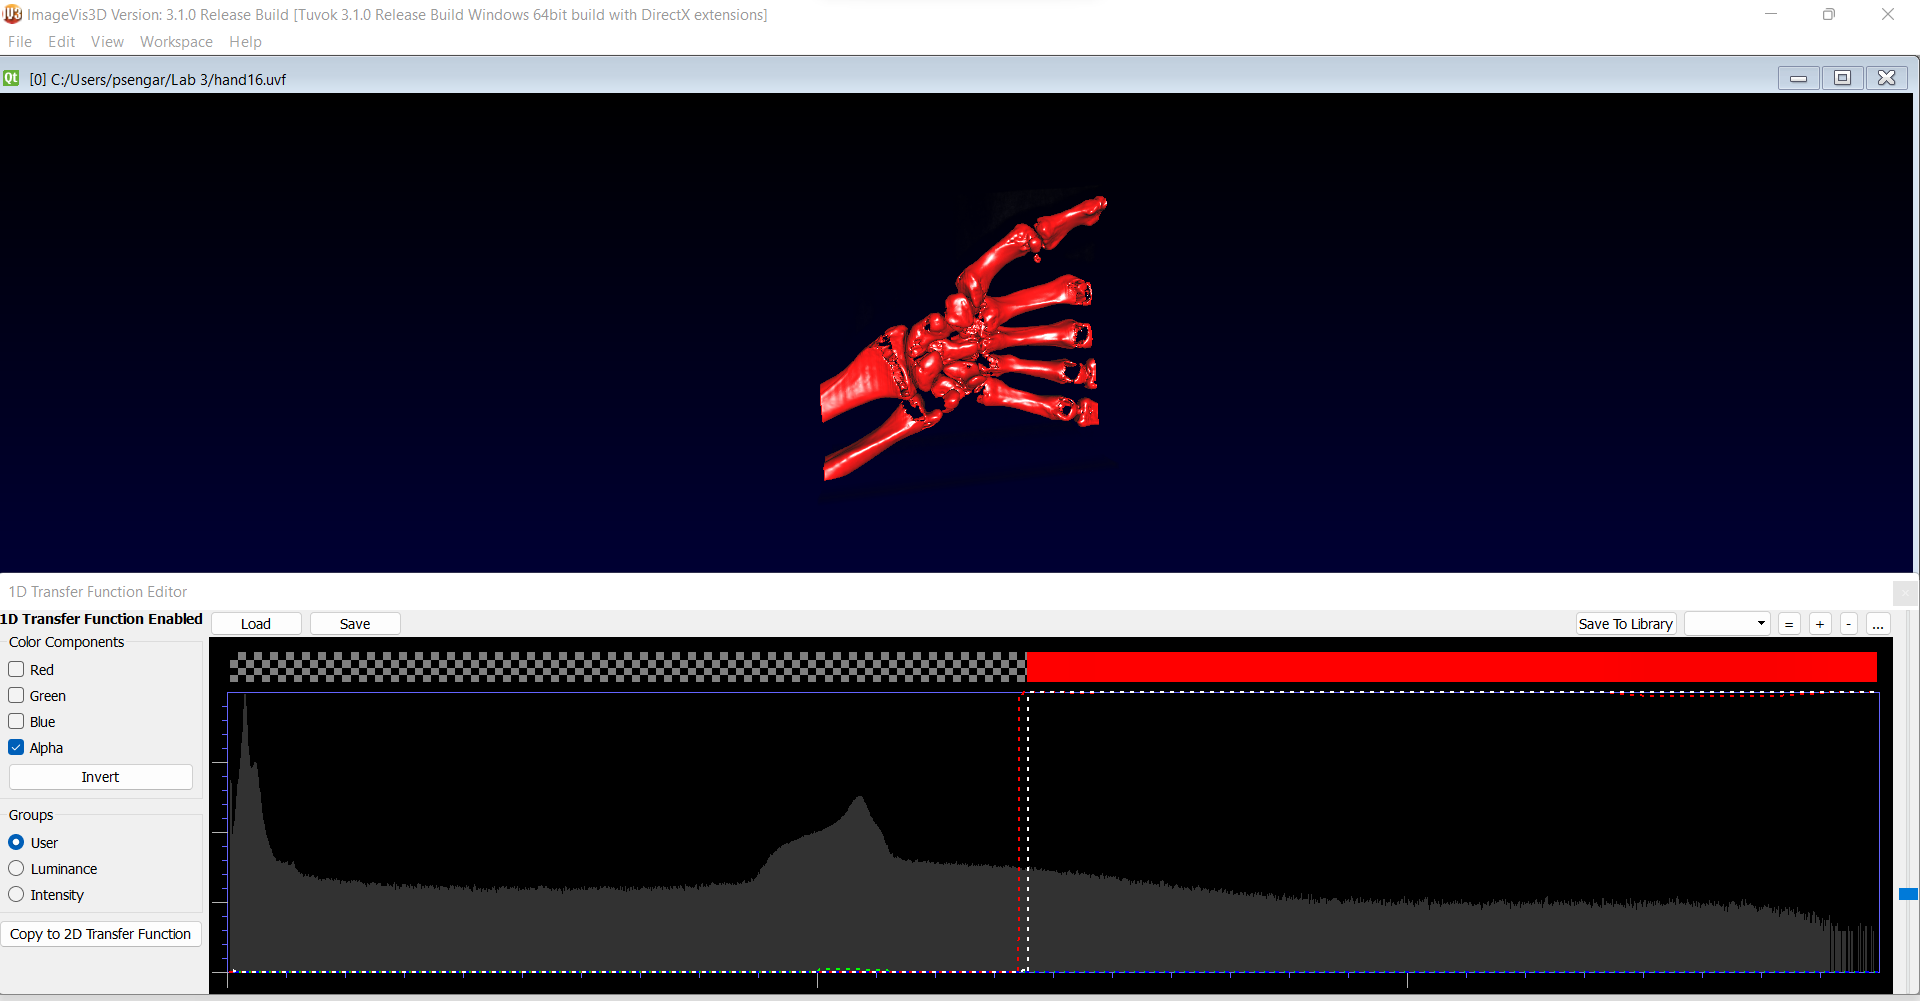 IV3 ImageVis3D Version: 3.1.0 Release Build [Tuvok 3.1.0 Release Build Windows 64bit build with DirectX extensions]
File Edit View Workspace Help
Qt [0] C:/Users/psengar/Lab 3/hand16.uvf
1D Transfer Function Editor
1D Transfer Function Enabled
Load Save Save To Library = + - ...
Color Components
Red
Green
Blue
Alpha
Invert
Groups
User
Luminance
Intensity
Copy to 2D Transfer Function